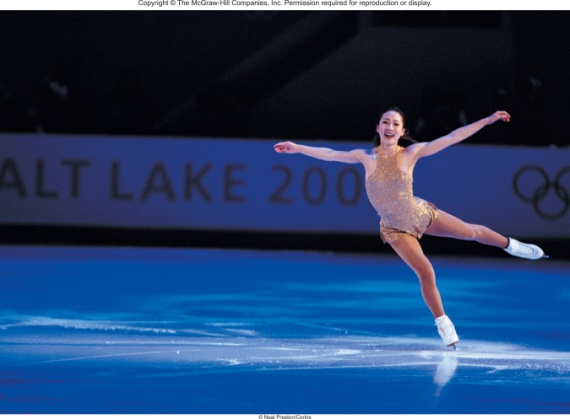 Copyright © The McGraw-Hill Companies, Inc. Permission required for reproduction or display.
ALT LAKE 200
© Neal Preston/Corbis